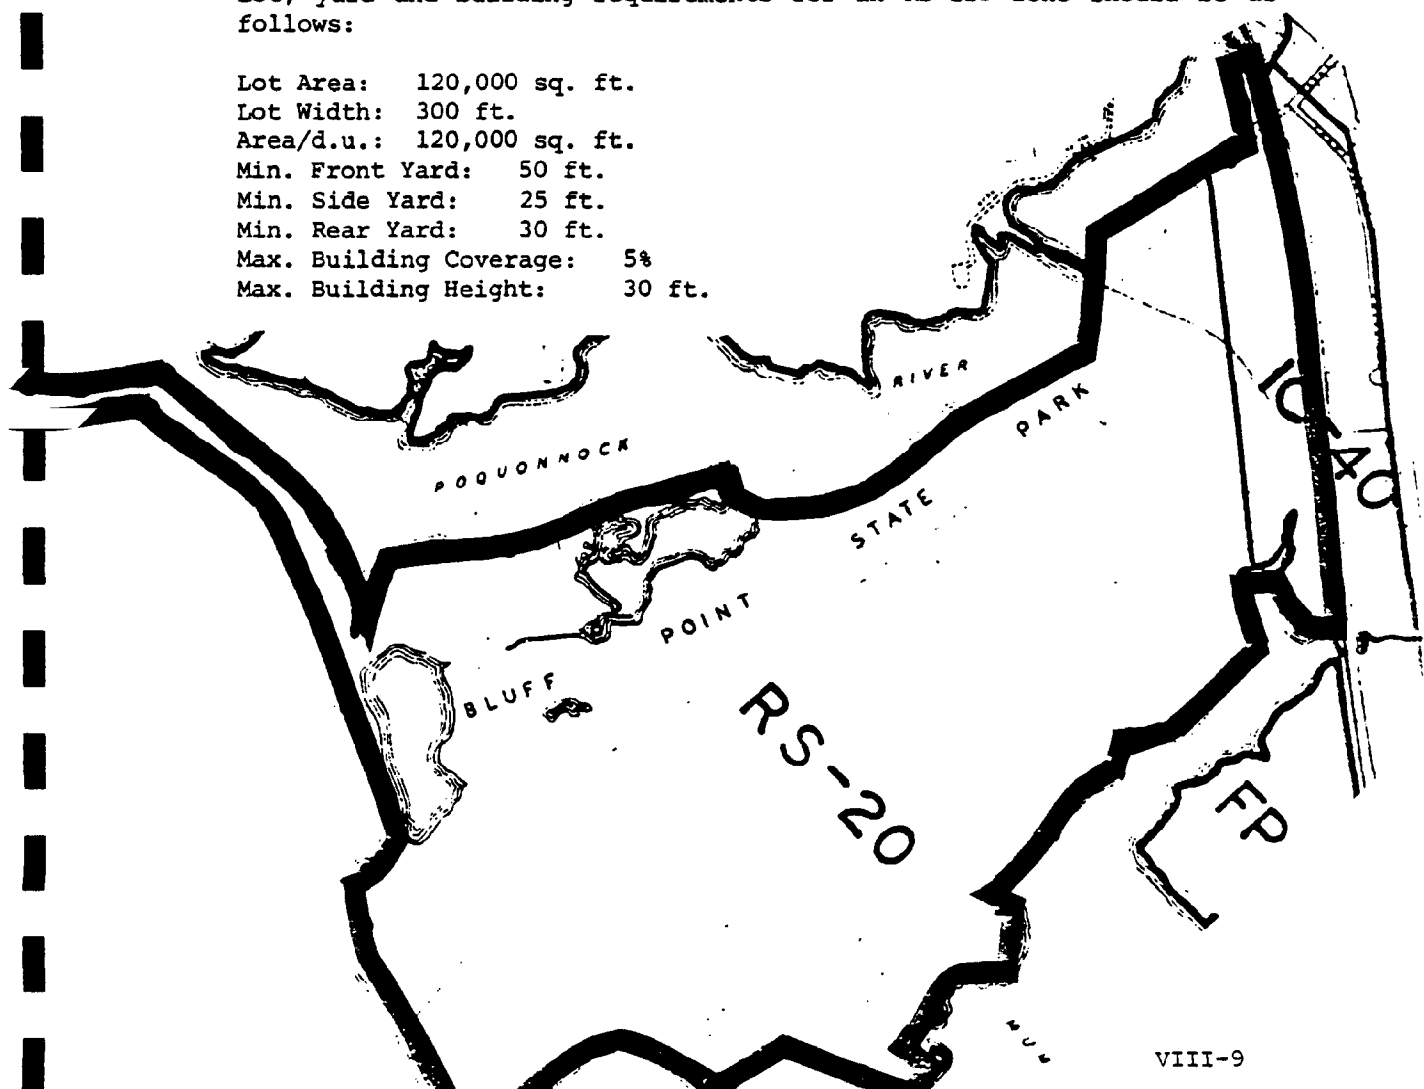 follows:
Lot Area: 120,000 sq. ft.
Lot Width: 300 ft.
Area/d.u.: 120,000 sq. ft.
Min. Front Yard: 50 ft.
Min. Side Yard: 25 ft.
Min. Rear Yard: 30 ft.
Max. Building Coverage: 5%
Max. Building Height: 30 ft.
POQUONNOCK RIVER
BLUFF POINT STATE PARK
RS-20
FP
VIII-9